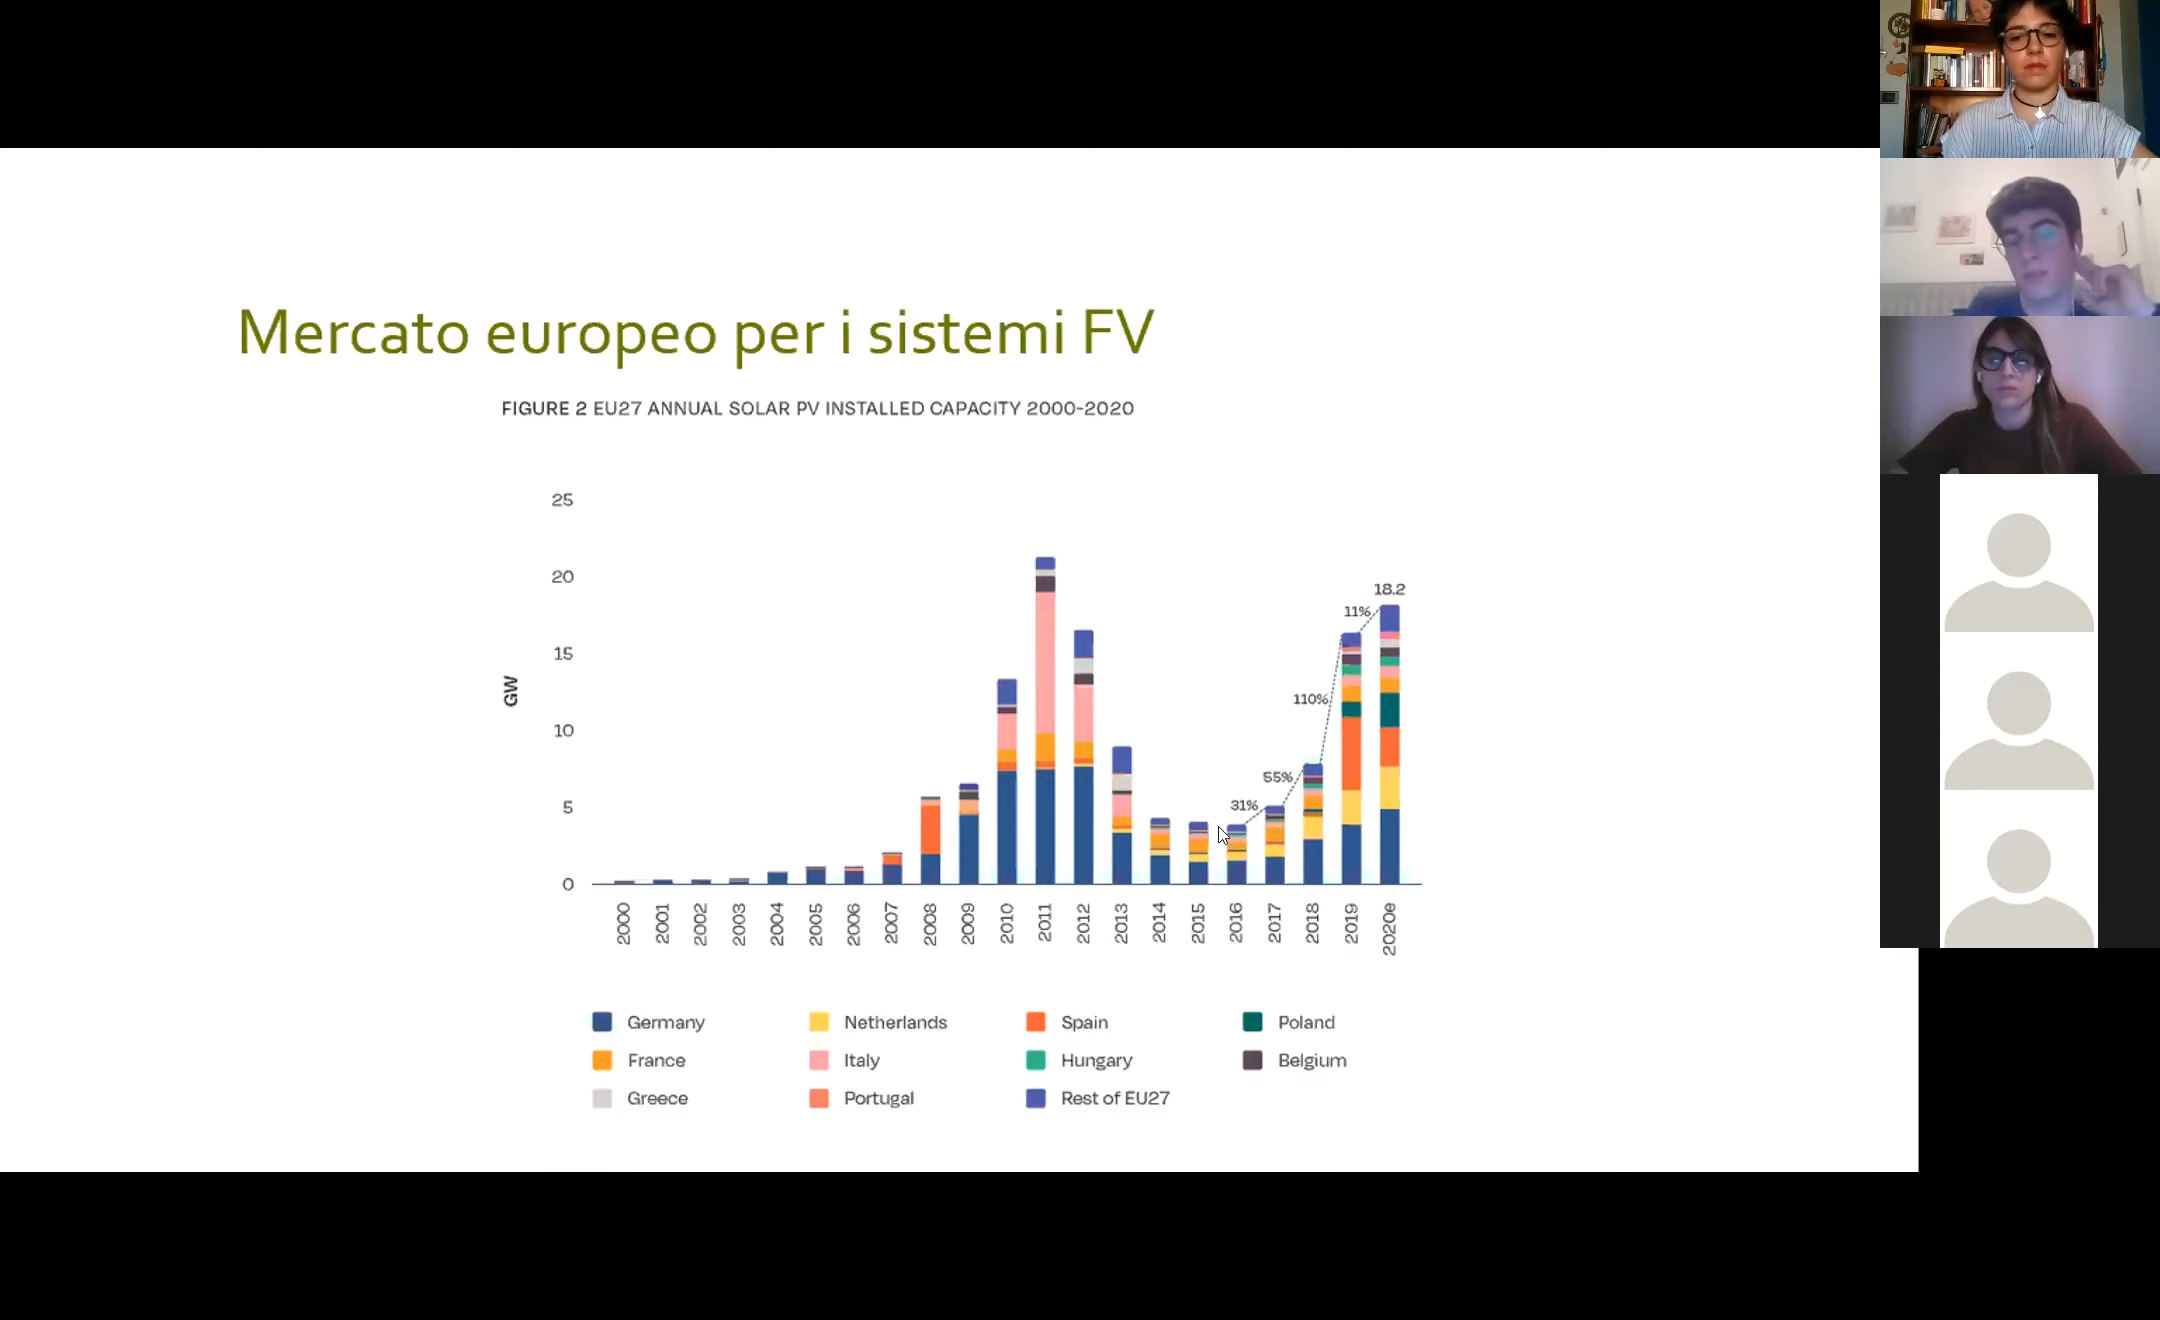 Mercato europeo per i sistemi FV
FIGURE 2 EU27 ANNUAL SOLAR PV INSTALLED CAPACITY 2000-2020
25
20
15
10
5
0
GW
18.2
11%
110%
55%
31%
2000
2001
2002
2003
2004
2005
2006
2007
2008
2009
2010
2011
2012
2013
2014
2015
2016
2017
2018
2019
2020e
Germany
Netherlands
Spain
Poland
France
Italy
Hungary
Belgium
Greece
Portugal
Rest of EU27